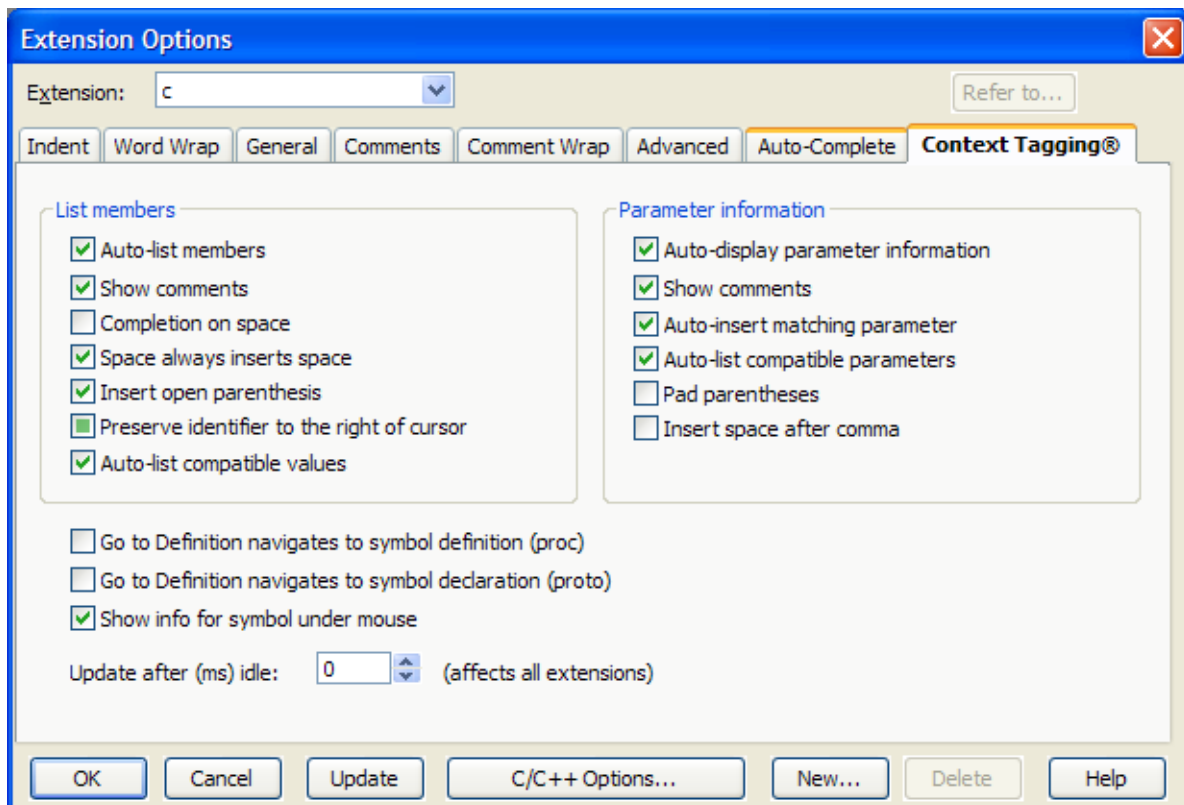 Extension Options
Extension: c Refer to...
Indent Word Wrap General Comments Comment Wrap Advanced Auto-Complete Context Tagging®
List members
Auto-list members
Show comments
Completion on space
Space always inserts space
Insert open parenthesis
Preserve identifier to the right of cursor
Auto-list compatible values
Parameter information
Auto-display parameter information
Show comments
Auto-insert matching parameter
Auto-list compatible parameters
Pad parentheses
Insert space after comma
Go to Definition navigates to symbol definition (proc)
Go to Definition navigates to symbol declaration (proto)
Show info for symbol under mouse
Update after (ms) idle: 0 (affects all extensions)
OK Cancel Update C/C++ Options... New... Delete Help